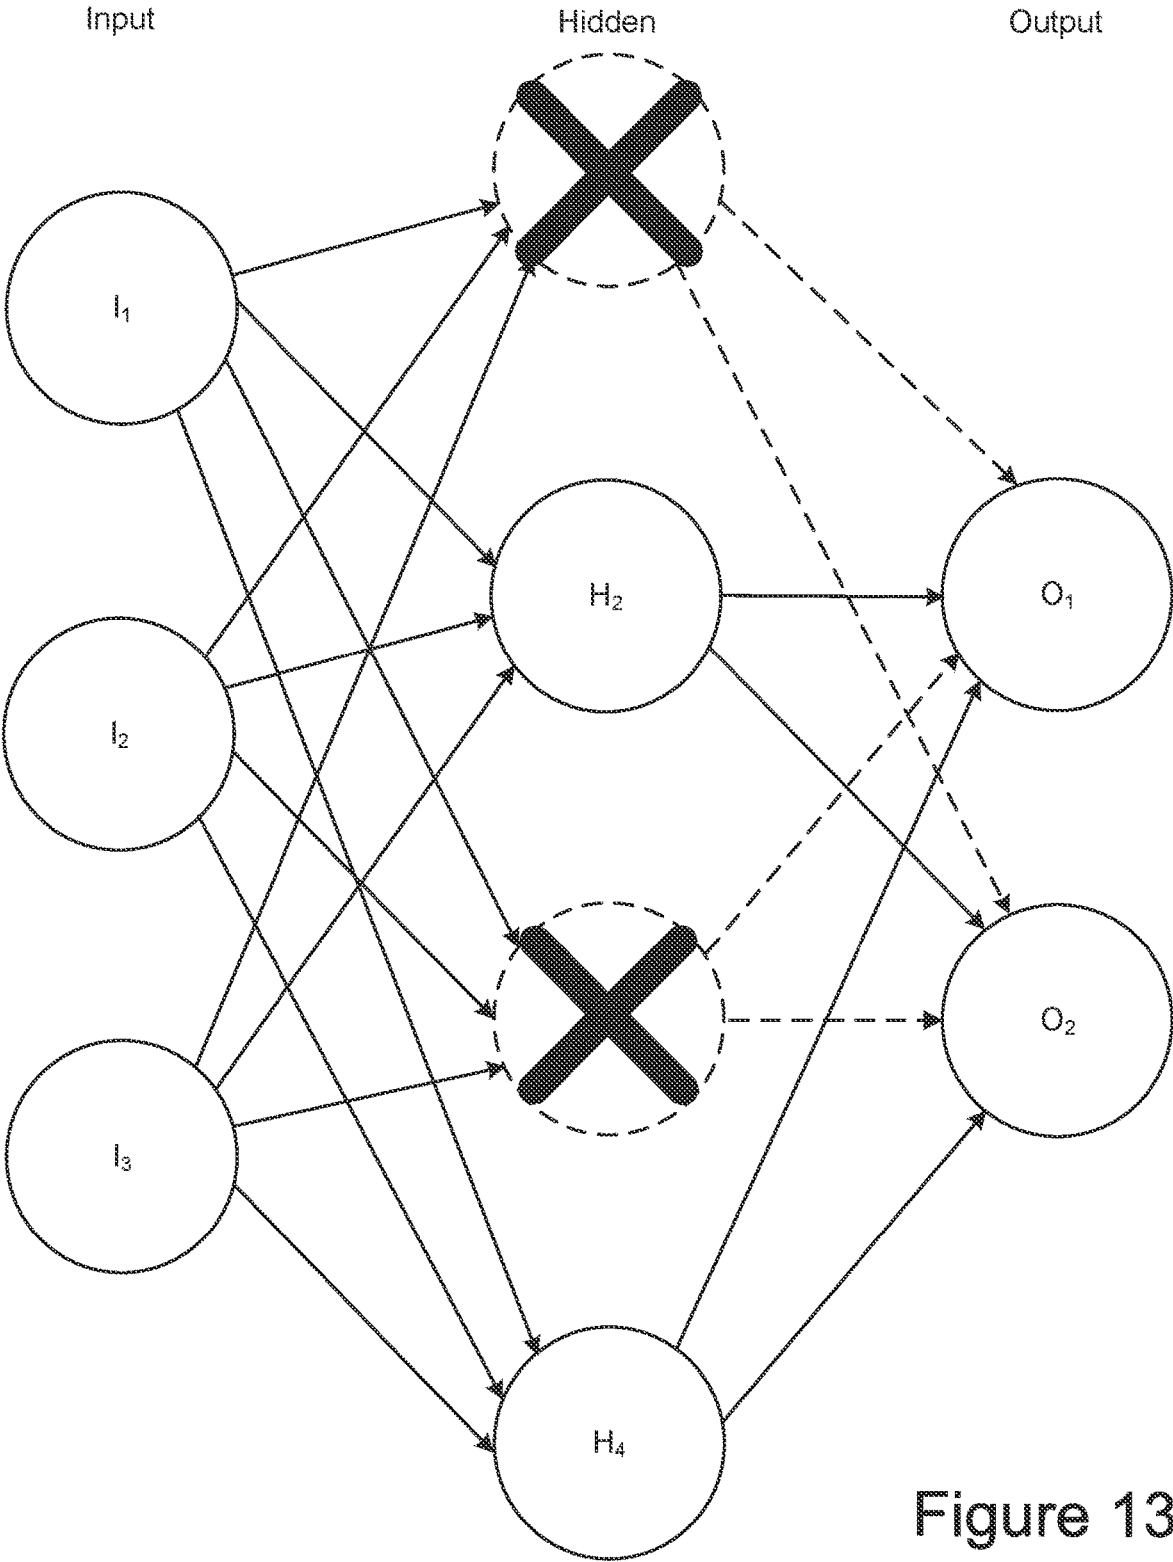 Input Hidden Output
I₁
H₂ O₁
I₂
O₂
I₃
H₄
Figure 13